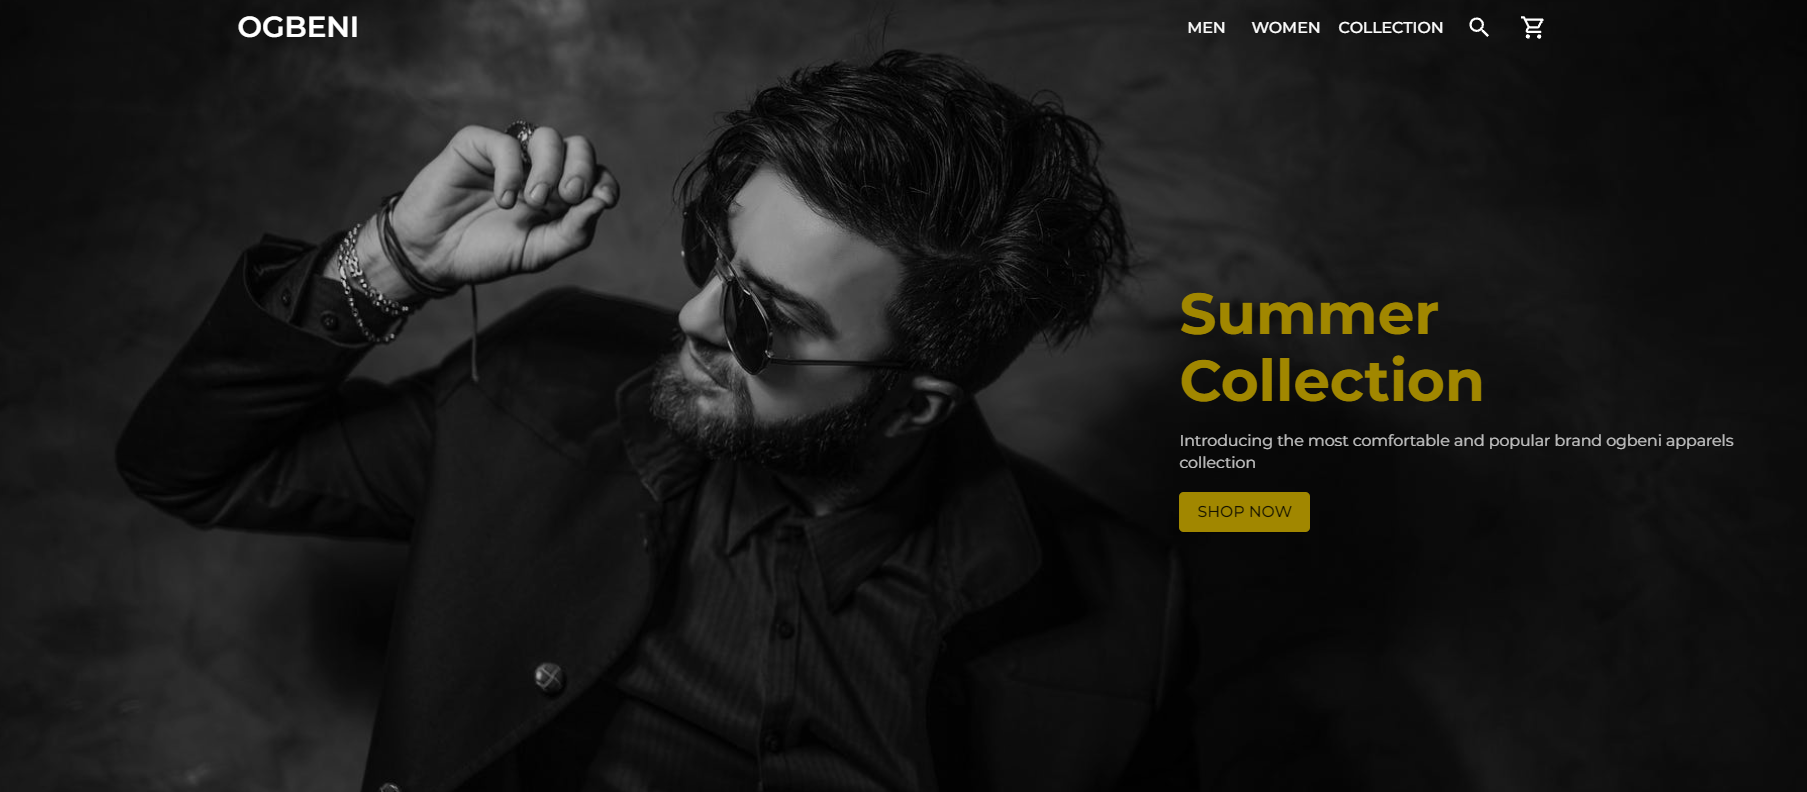 OGBENI
MEN WOMEN COLLECTION
Summer
Collection
Introducing the most comfortable and popular brand ogbeni apparels
collection
SHOP NOW